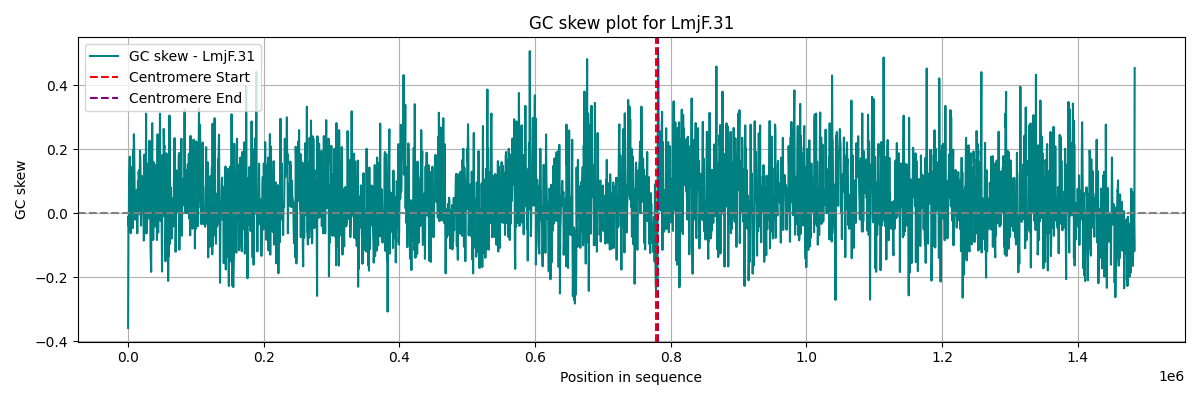 GC skew plot for LmjF.31
GC skew - LmjF.31
Centromere Start
Centromere End
GC skew
0.4
0.2
0.0
−0.2
−0.4
0.0 0.2 0.4 0.6 0.8 1.0 1.2 1.4
1e6
Position in sequence